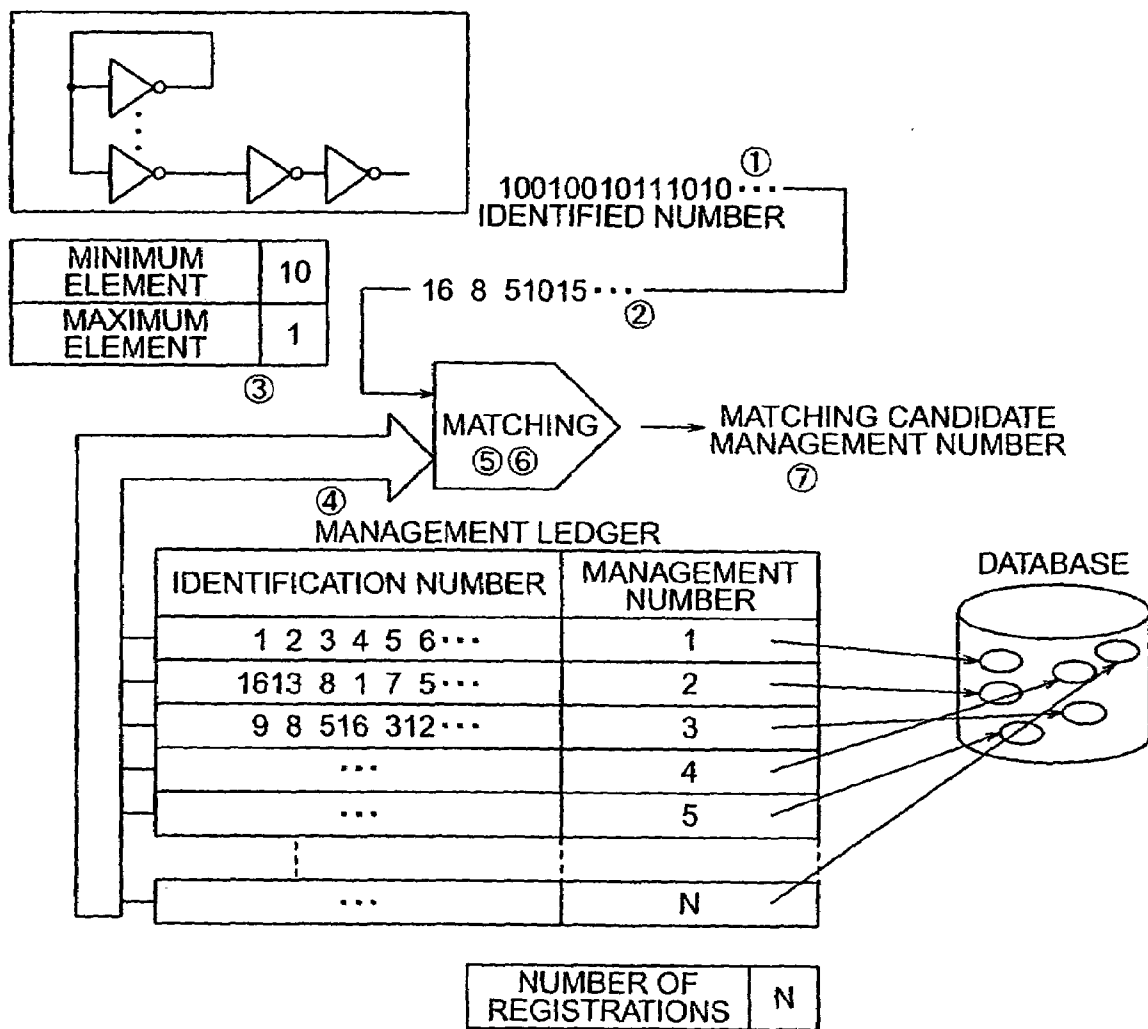 ①
10010010111010···
IDENTIFIED NUMBER
MINIMUM ELEMENT 10
MAXIMUM ELEMENT 1
③
16 8 51015···
②
MATCHING
⑤⑥
MATCHING CANDIDATE
MANAGEMENT NUMBER
⑦
④
MANAGEMENT LEDGER
IDENTIFICATION NUMBER
MANAGEMENT NUMBER
1 2 3 4 5 6··· 1
1613 8 1 7 5··· 2
9 8 516 312··· 3
··· 4
··· 5
··· N
DATABASE
NUMBER OF REGISTRATIONS N